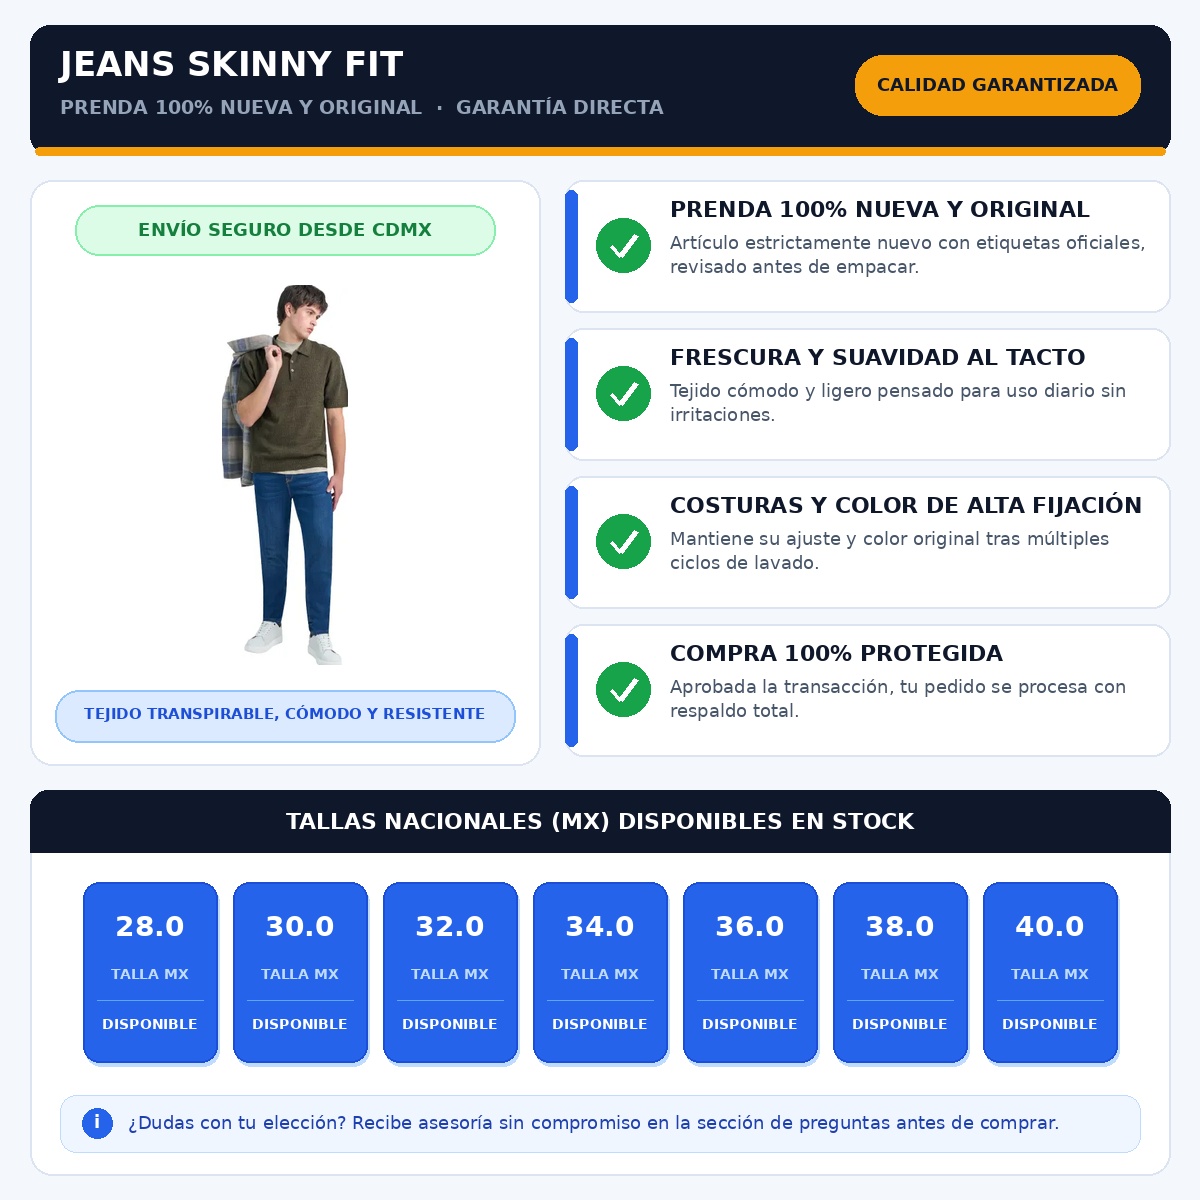 JEANS SKINNY FIT
PRENDA 100% NUEVA Y ORIGINAL · GARANTÍA DIRECTA
CALIDAD GARANTIZADA
ENVÍO SEGURO DESDE CDMX
TEJIDO TRANSPIRABLE, CÓMODO Y RESISTENTE
PRENDA 100% NUEVA Y ORIGINAL
Artículo estrictamente nuevo con etiquetas oficiales,
revisado antes de empacar.
FRESCURA Y SUAVIDAD AL TACTO
Tejido cómodo y ligero pensado para uso diario sin
irritaciones.
COSTURAS Y COLOR DE ALTA FIJACIÓN
Mantiene su ajuste y color original tras múltiples
ciclos de lavado.
COMPRA 100% PROTEGIDA
Aprobada la transacción, tu pedido se procesa con
respaldo total.
TALLAS NACIONALES (MX) DISPONIBLES EN STOCK
28.0 30.0 32.0 34.0 36.0 38.0 40.0
TALLA MX TALLA MX TALLA MX TALLA MX TALLA MX TALLA MX TALLA MX
DISPONIBLE DISPONIBLE DISPONIBLE DISPONIBLE DISPONIBLE DISPONIBLE DISPONIBLE
i ¿Dudas con tu elección? Recibe asesoría sin compromiso en la sección de preguntas antes de comprar.